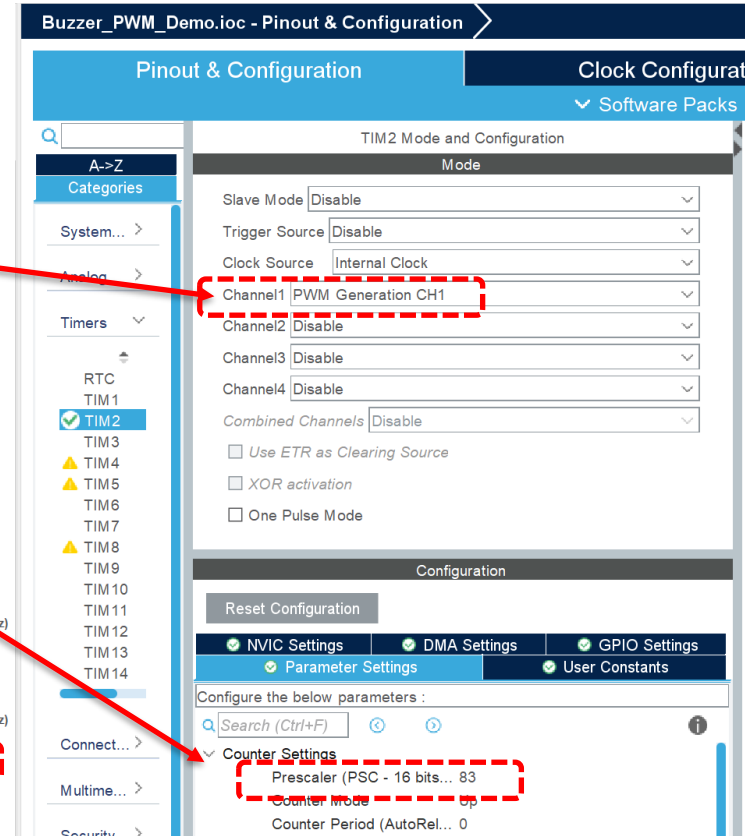 Buzzer_PWM_Demo.ioc - Pinout & Configuration
Pinout & Configuration
Clock Configurat
Software Packs
TIM2 Mode and Configuration
A->Z
Categories
System...
Analog
Timers
RTC
TIM1
TIM2
TIM3
TIM4
TIM5
TIM6
TIM7
TIM8
TIM9
TIM10
TIM11
TIM12
TIM13
TIM14
Connect...
Multime...
Security
Mode
Slave Mode Disable
Trigger Source Disable
Clock Source Internal Clock
Channel1 PWM Generation CH1
Channel2 Disable
Channel3 Disable
Channel4 Disable
Combined Channels Disable
Use ETR as Clearing Source
XOR activation
One Pulse Mode
Configuration
Reset Configuration
NVIC Settings DMA Settings GPIO Settings
Parameter Settings User Constants
Configure the below parameters :
Search (Ctrl+F)
Counter Settings
Prescaler (PSC - 16 bits... 83
Counter Mode Up
Counter Period (AutoRel... 0
z)
z)